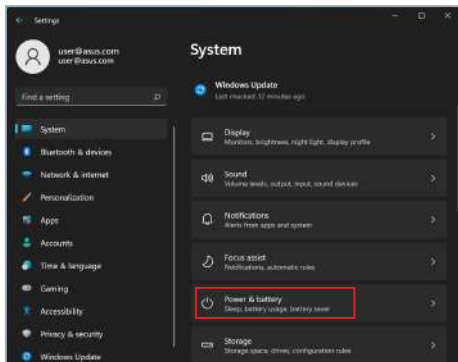 Settings
user@asus.com
user@asus.com
Find a setting
System
Bluetooth & devices
Network & internet
Personalization
Apps
Accounts
Time & language
Gaming
Accessibility
Privacy & security
Windows Update
System
Windows Update
Last checked: 12 minutes ago
Display
Monitors, brightness, night light, display profile
Sound
Volume levels, output, input, sound devices
Notifications
Alerts from apps and system
Focus assist
Notifications, automatic rules
Power & battery
Sleep, battery usage, battery saver
Storage
Storage space, drives, configuration rules